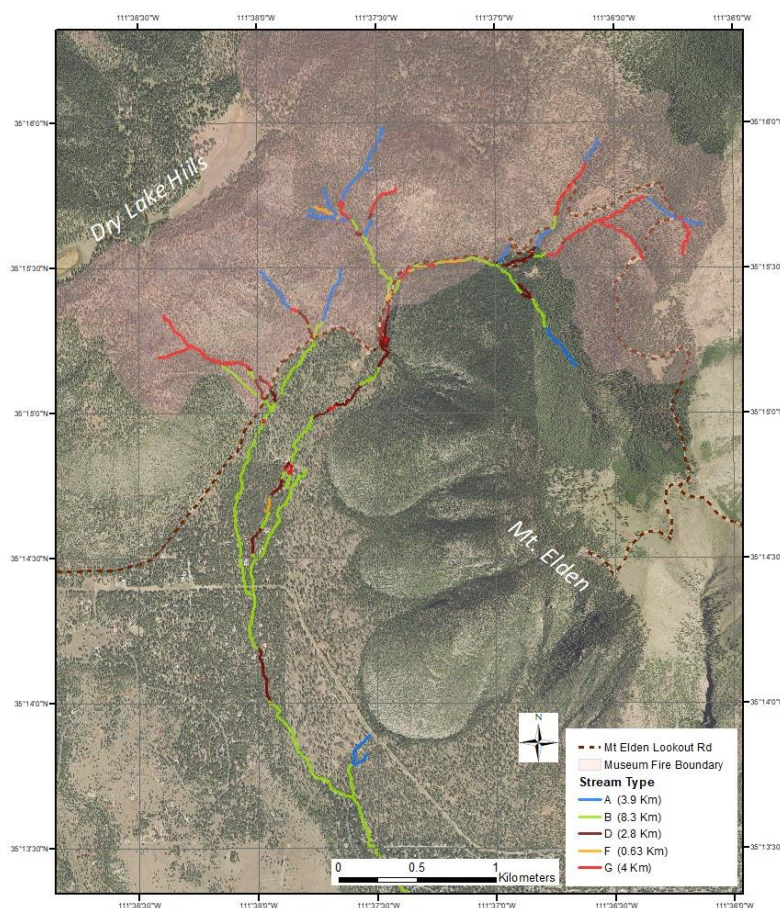 111°38'30"W 111°38'0"W 111°37'30"W 111°37'0"W 111°36'30"W 111°36'0"W
35°16'0"N 35°16'0"N
Dry Lake Hills
35°15'30"N 35°15'30"N
35°15'0"N 35°15'0"N
35°14'30"N 35°14'30"N
Mt. Elden
35°14'0"N 35°14'0"N
N
Mt Elden Lookout Rd
Museum Fire Boundary
Stream Type
A (3.9 Km)
B (8.3 Km)
D (2.8 Km)
F (0.63 Km)
G (4 Km)
35°13'30"N 35°13'30"N
0 0.5 1
Kilometers
111°38'30"W 111°38'0"W 111°37'30"W 111°37'0"W 111°36'30"W 111°36'0"W